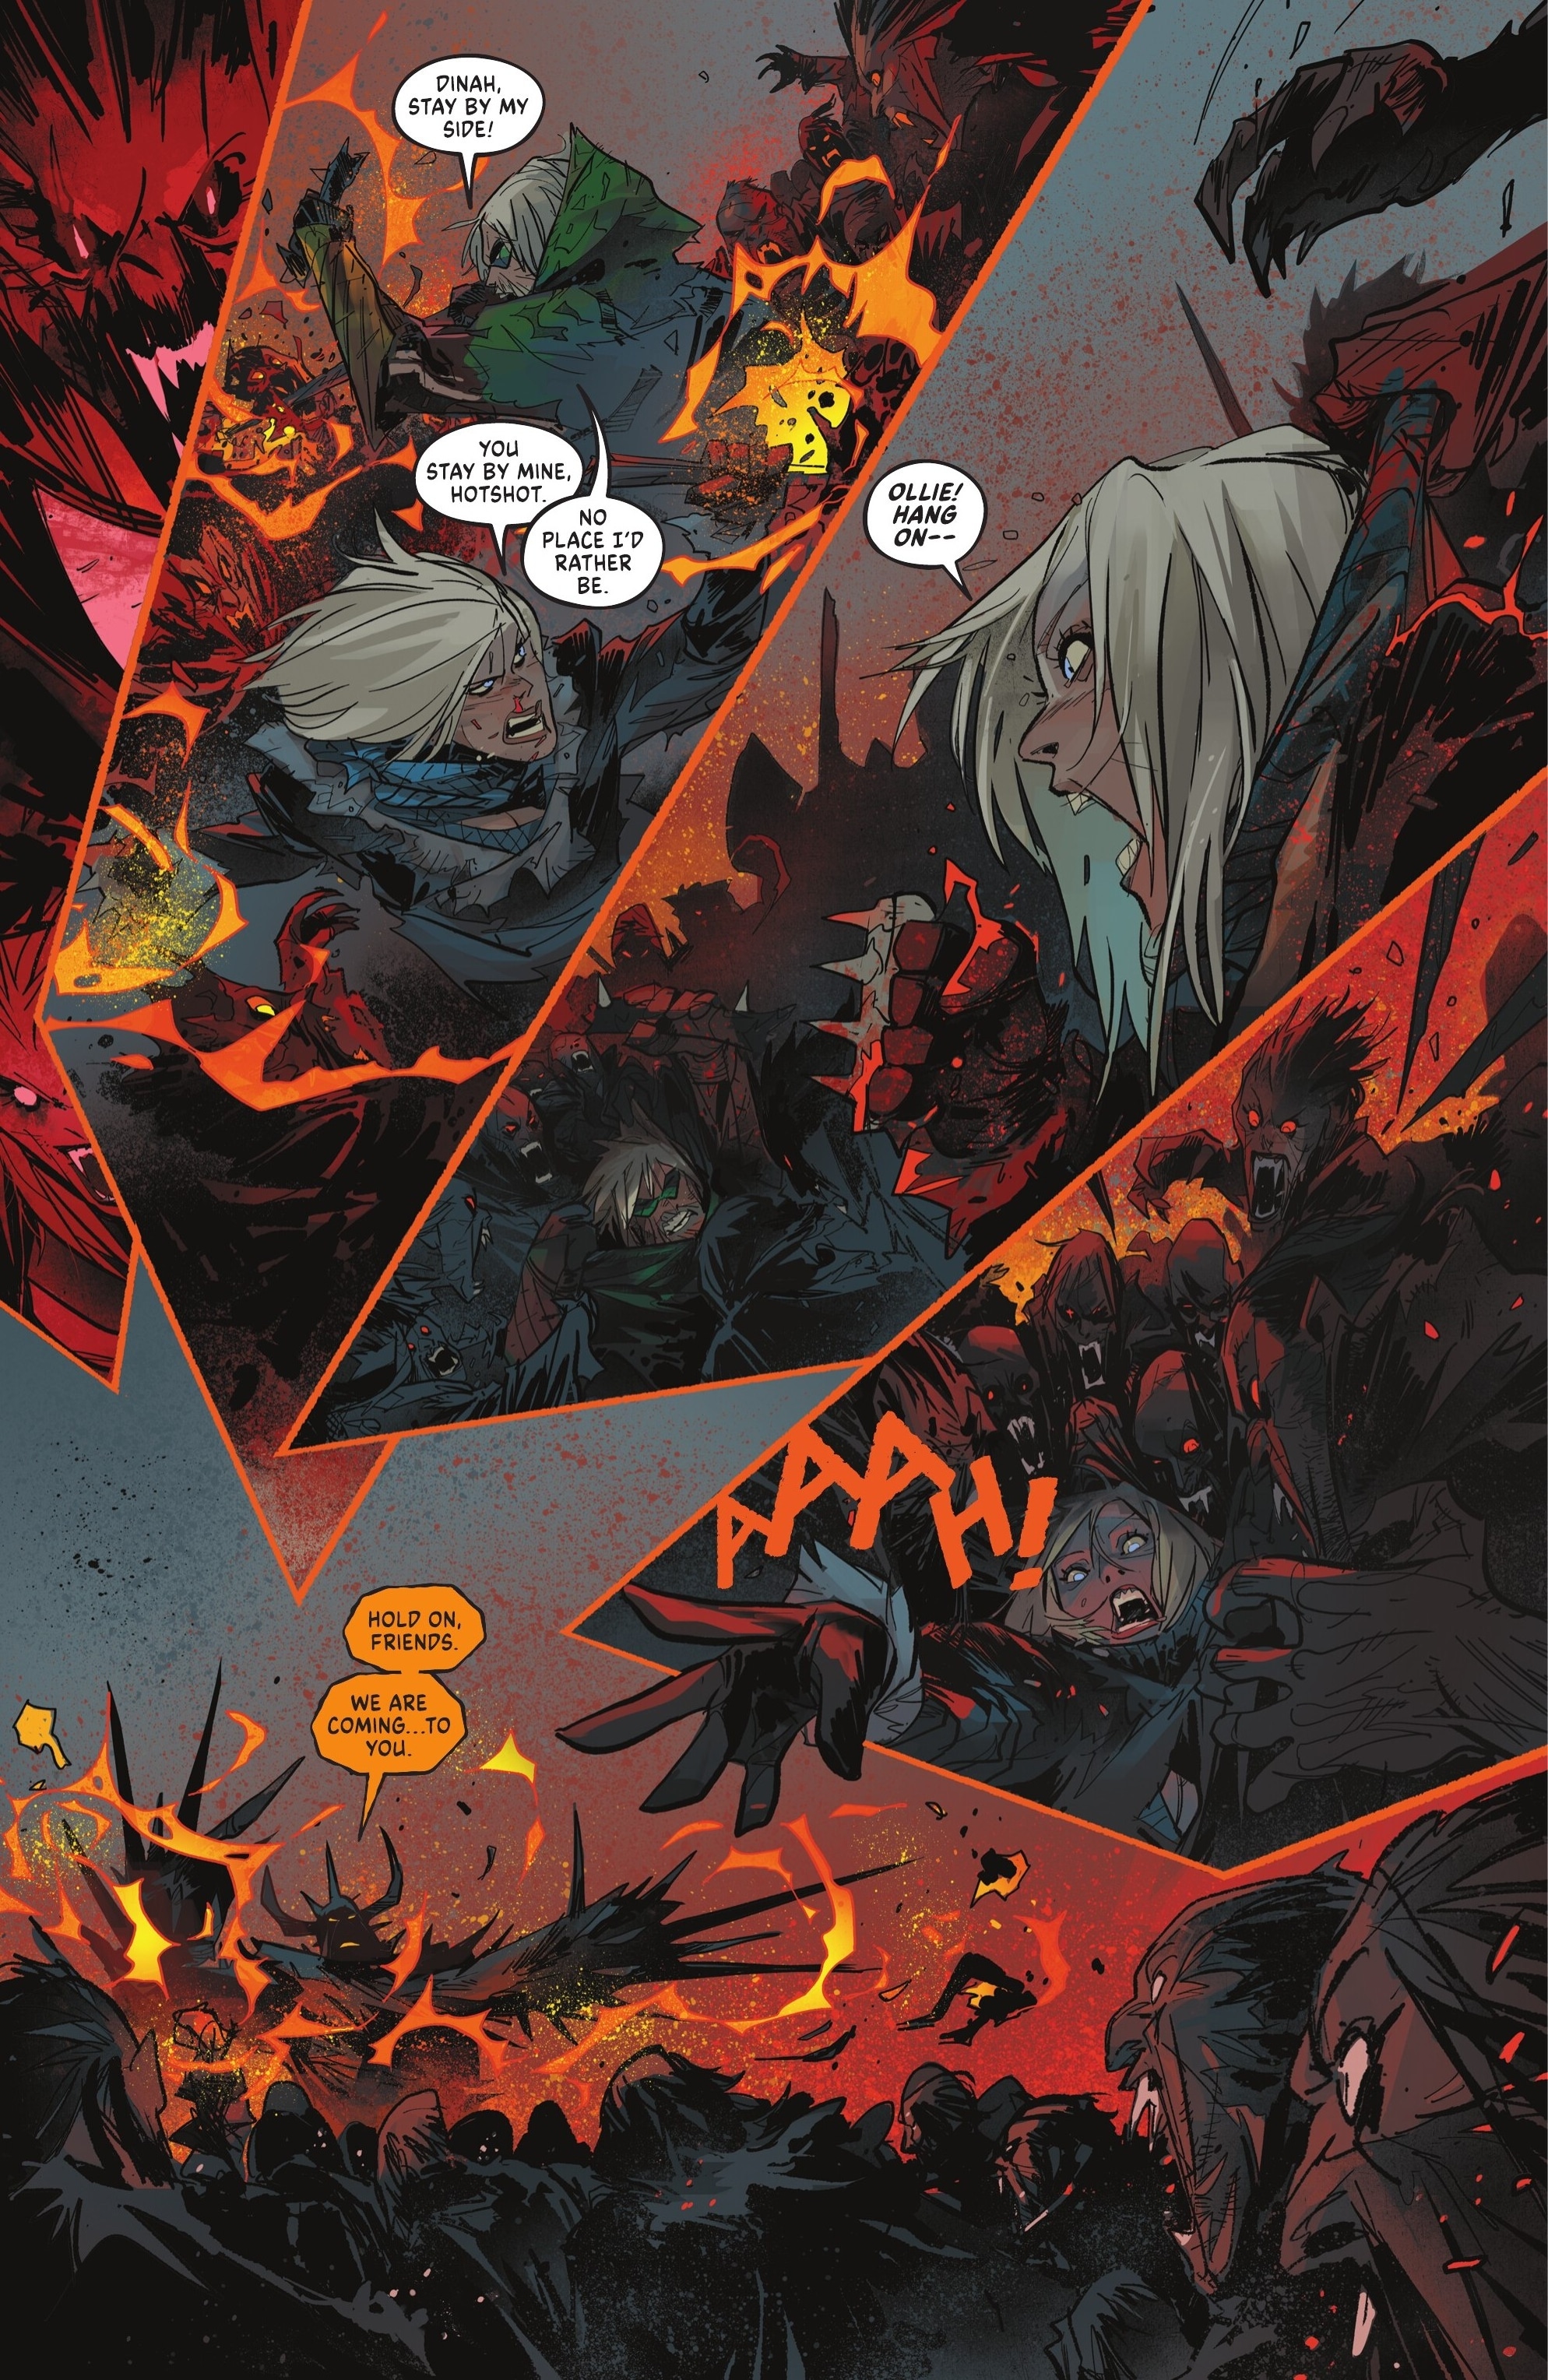 DINAH,
STAY BY MY
SIDE!
YOU
STAY BY MINE,
HOTSHOT.
NO
PLACE I'D
RATHER
BE.
OLLIE!
HANG
ON--
AAAAH!
HOLD ON,
FRIENDS.
WE ARE
COMING...TO
YOU.